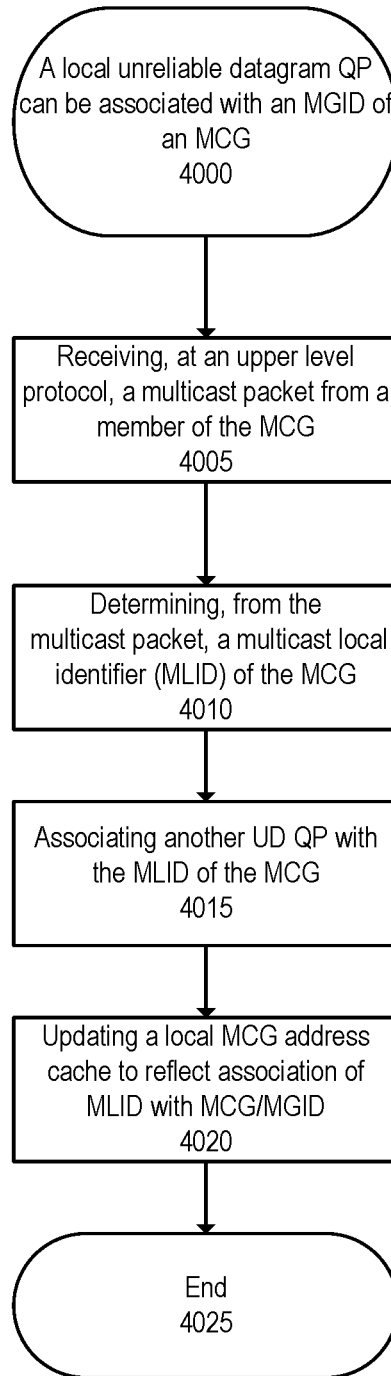 A local unreliable datagram QP
can be associated with an MGID of
an MCG
4000
Receiving, at an upper level
protocol, a multicast packet from a
member of the MCG
4005
Determining, from the
multicast packet, a multicast local
identifier (MLID) of the MCG
4010
Associating another UD QP with
the MLID of the MCG
4015
Updating a local MCG address
cache to reflect association of
MLID with MCG/MGID
4020
End
4025